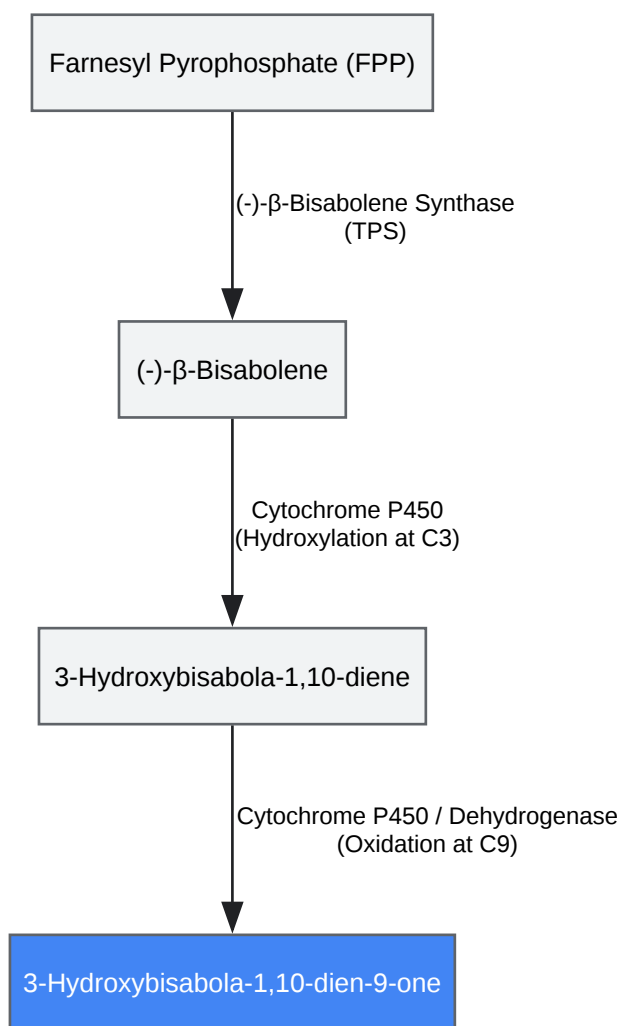 Farnesyl Pyrophosphate (FPP)
(-)-β-Bisabolene Synthase
(TPS)
(-)-β-Bisabolene
Cytochrome P450
(Hydroxylation at C3)
3-Hydroxybisabola-1,10-diene
Cytochrome P450 / Dehydrogenase
(Oxidation at C9)
3-Hydroxybisabola-1,10-dien-9-one